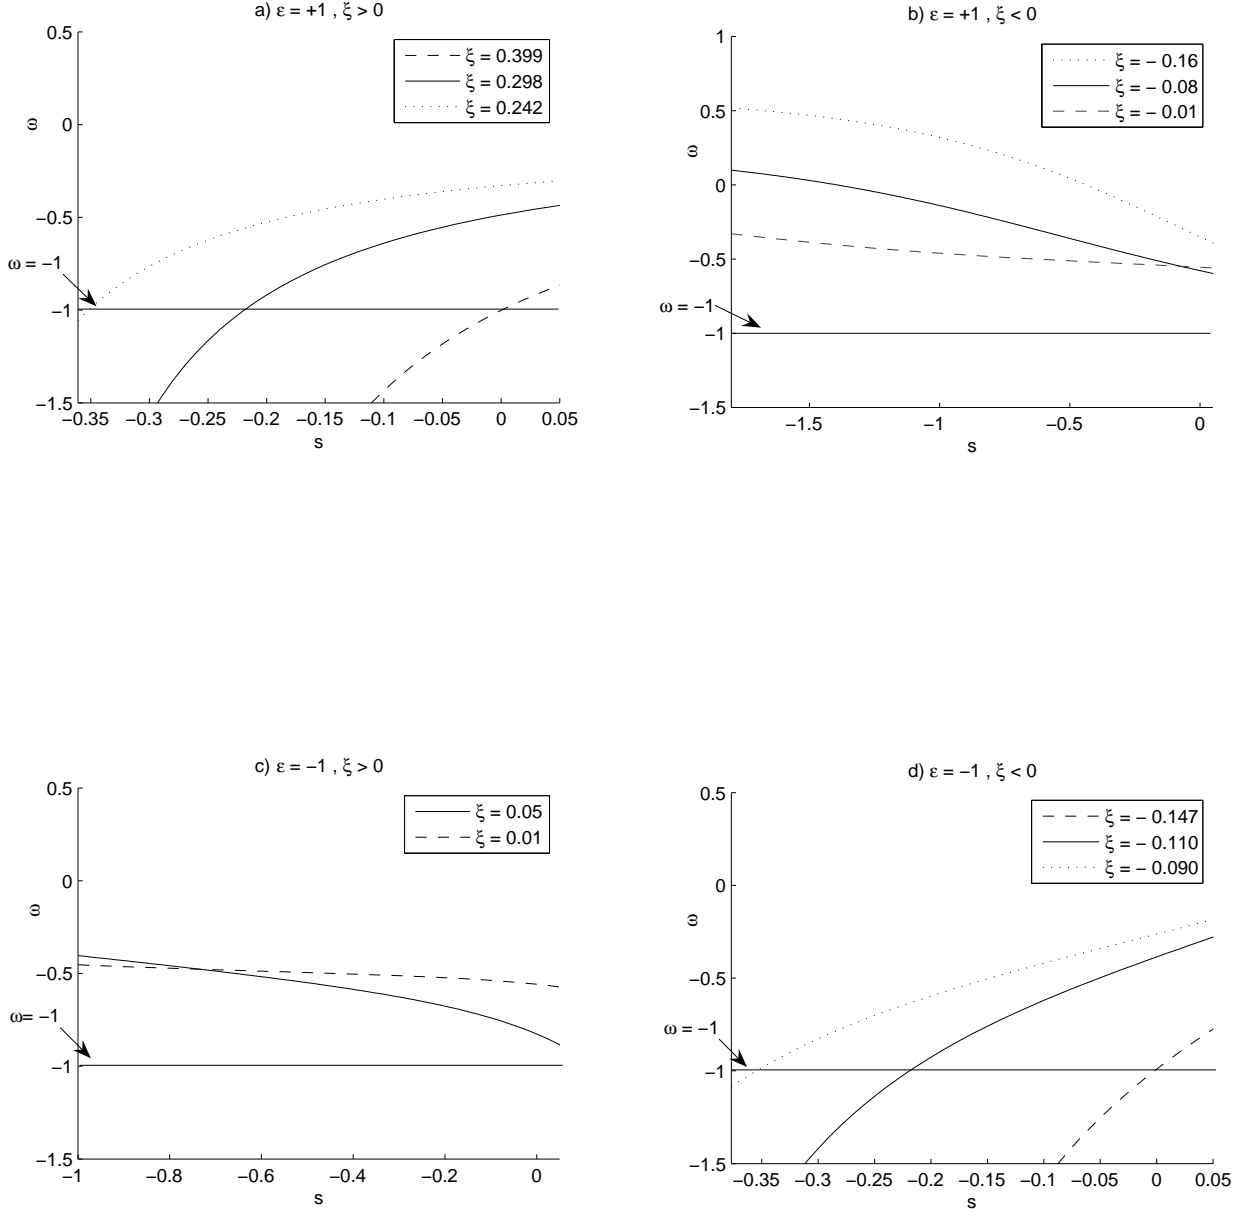 a) ε = +1 , ξ > 0
0.5
0
−0.5
−1
−1.5
ω
ω = −1
ξ = 0.399
ξ = 0.298
ξ = 0.242
−0.35 −0.3 −0.25 −0.2 −0.15 −0.1 −0.05 0 0.05
s
b) ε = +1 , ξ < 0
1
0.5
0
−0.5
−1
−1.5
ω
ω = −1
ξ = − 0.16
ξ = − 0.08
ξ = − 0.01
−1.5 −1 −0.5 0
s
c) ε = −1 , ξ > 0
0.5
0
−0.5
−1
−1.5
ω
ω= −1
ξ = 0.05
ξ = 0.01
−1 −0.8 −0.6 −0.4 −0.2 0
s
d) ε = −1 , ξ < 0
0.5
0
−0.5
−1
−1.5
ω
ω = −1
ξ = − 0.147
ξ = − 0.110
ξ = − 0.090
−0.35 −0.3 −0.25 −0.2 −0.15 −0.1 −0.05 0 0.05
s